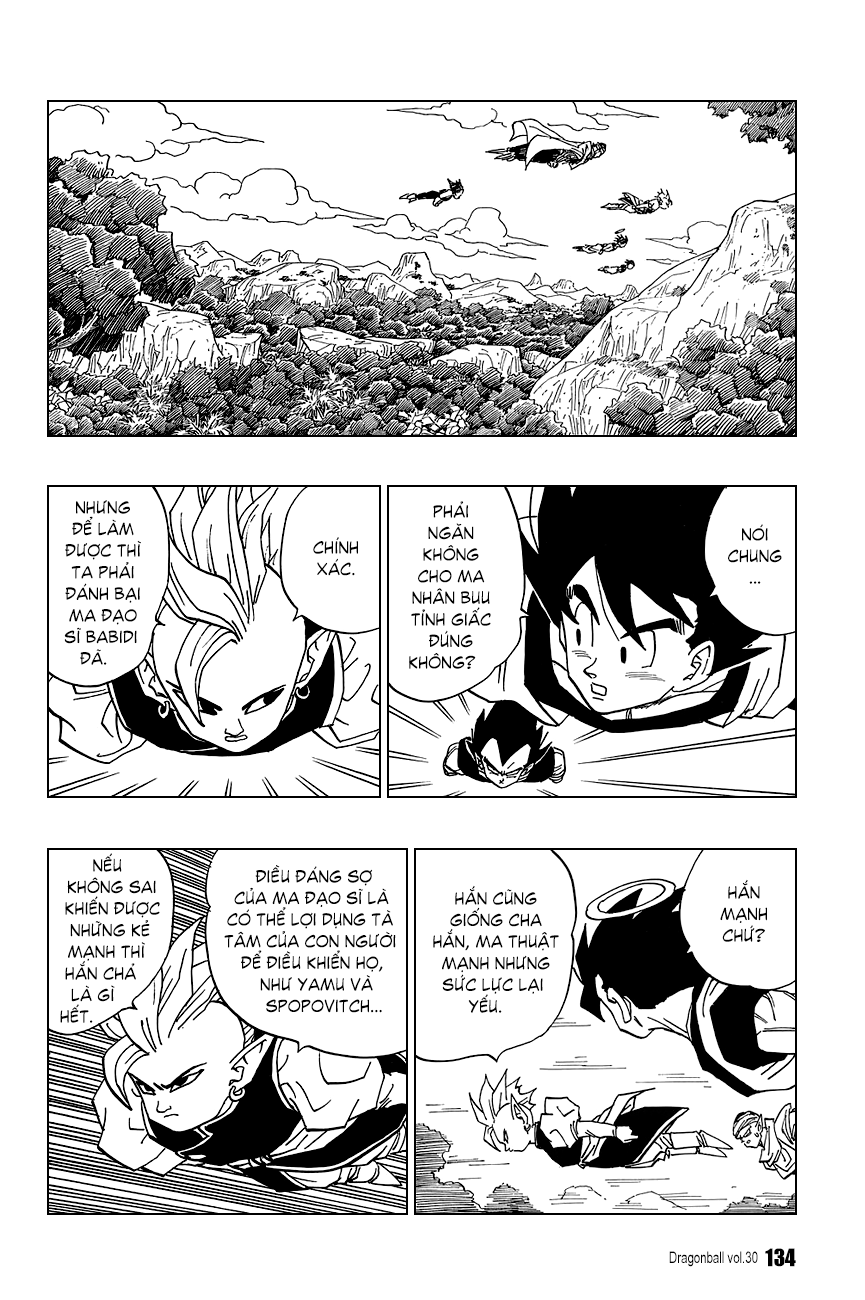 NÓI
CHUNG
...
PHẢI
NGĂN
KHÔNG
CHO MA
NHÂN BUU
TỈNH GIẤC
ĐÚNG
KHÔNG?
CHÍNH
XÁC.
NHƯNG
ĐỂ LÀM
ĐƯỢC THÌ
TA PHẢI
ĐÁNH BẠI
MA ĐẠO
SĨ BABIDI
ĐÃ.
HẮN
MẠNH
CHỨ?
HẮN CŨNG
GIỐNG CHA
HẮN, MA THUẬT
MẠNH NHƯNG
SỨC LỰC LẠI
YẾU.
ĐIỀU ĐÁNG SỢ
CỦA MA ĐẠO SĨ LÀ
CÓ THỂ LỢI DỤNG TÀ
TÂM CỦA CON NGƯỜI
ĐỂ ĐIỀU KHIỂN HỌ,
NHƯ YAMU VÀ
SPOPOVITCH...
NẾU
KHÔNG SAI
KHIẾN ĐƯỢC
NHỮNG KẺ
MẠNH THÌ
HẮN CHẢ
LÀ GÌ
HẾT.
Dragonball vol.30 134